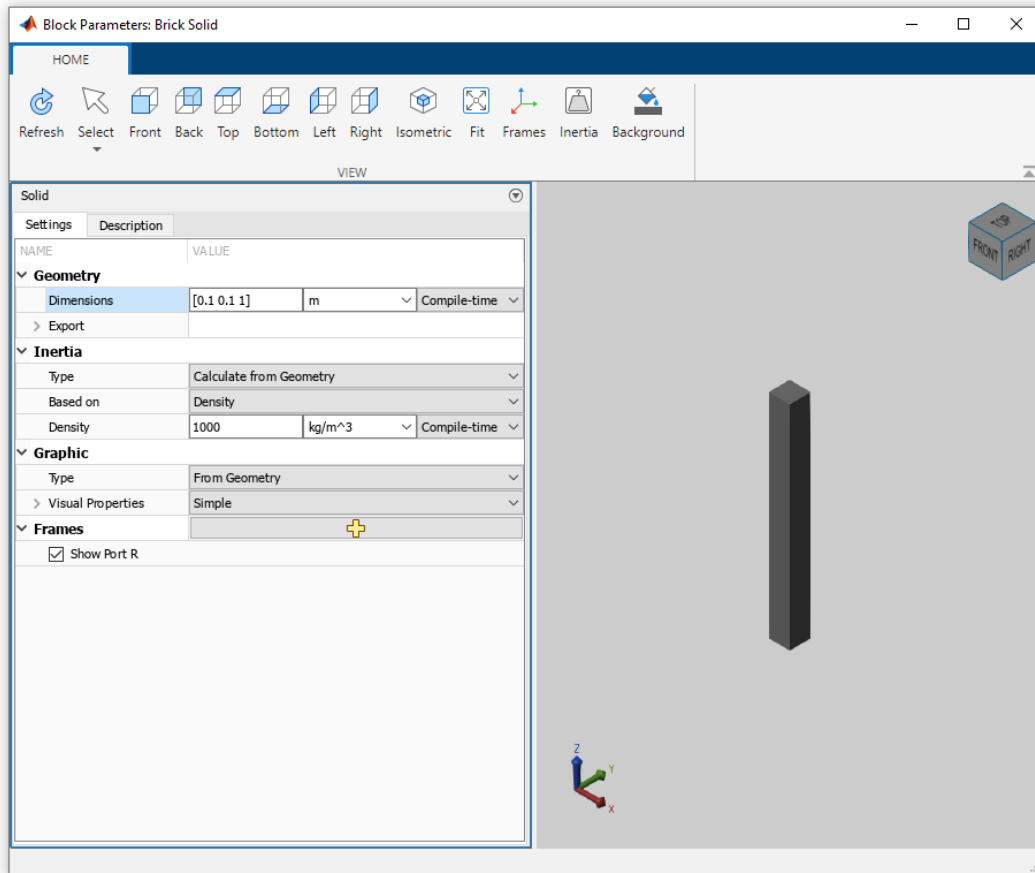 Block Parameters: Brick Solid
HOME
Refresh Select Front Back Top Bottom Left Right Isometric Fit Frames Inertia Background
VIEW
Solid
Settings Description
NAME VALUE
Geometry
Dimensions [0.1 0.1 1] m Compile-time
Export
Inertia
Type Calculate from Geometry
Based on Density
Density 1000 kg/m^3 Compile-time
Graphic
Type From Geometry
Visual Properties Simple
Frames
Show Port R
TOP
FRONT RIGHT
Z
Y
X